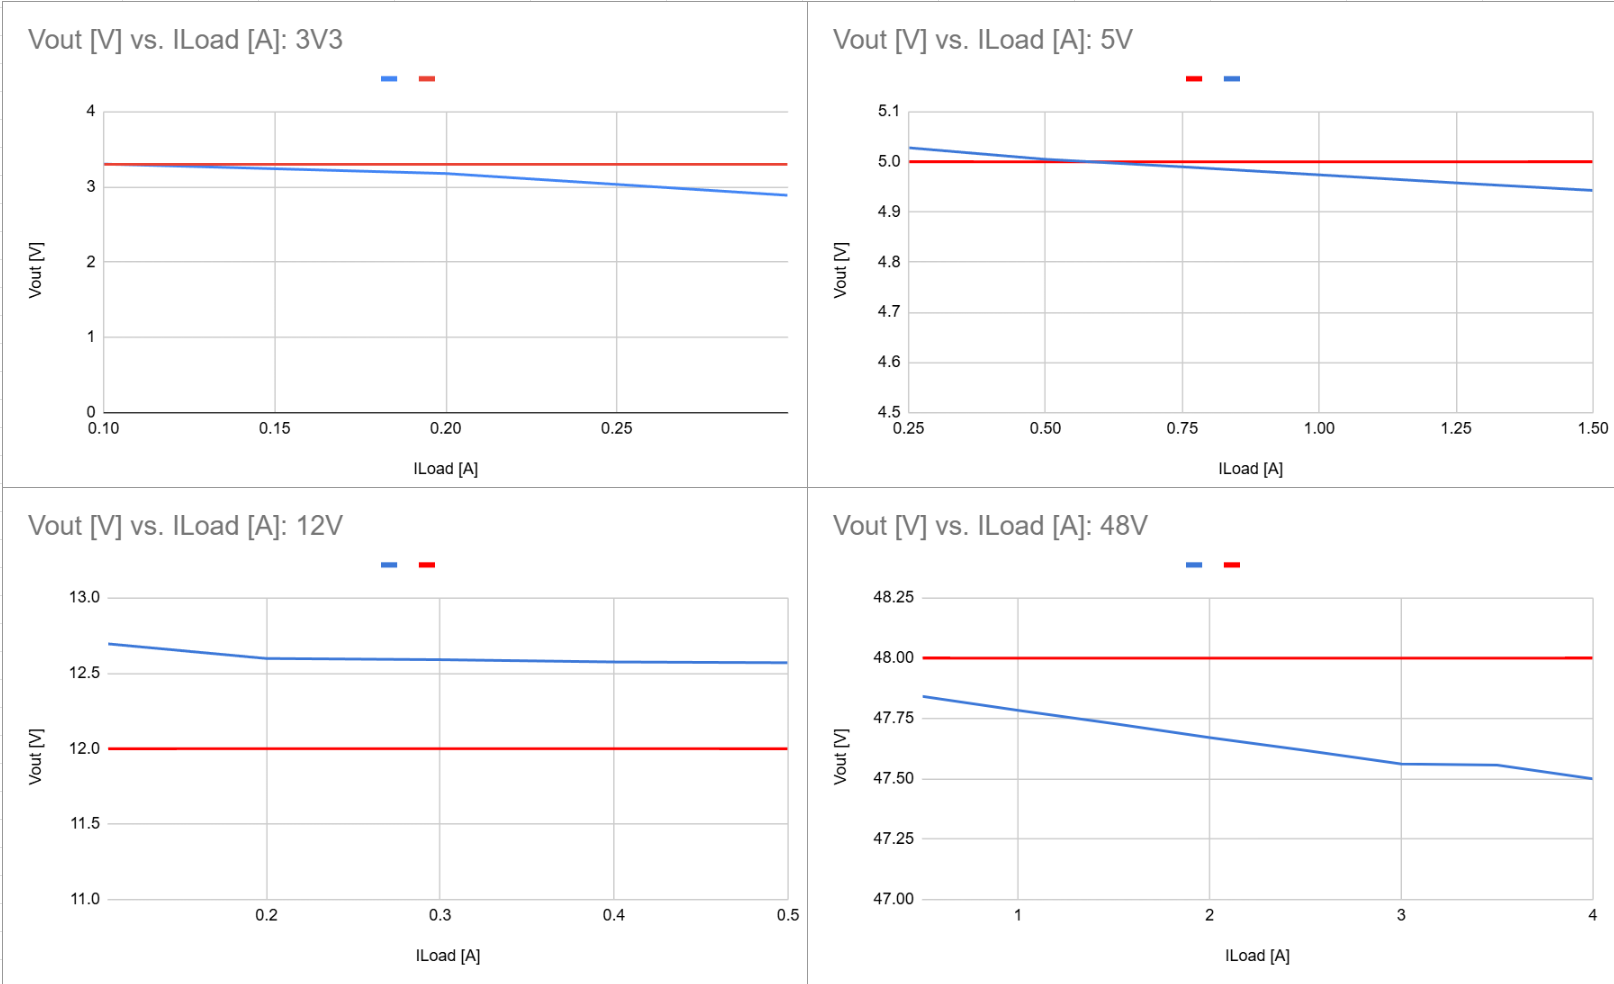 Vout [V] vs. ILoad [A]: 3V3
4
3
2
1
0
Vout [V]
0.10 0.15 0.20 0.25
ILoad [A]
Vout [V] vs. ILoad [A]: 5V
5.1
5.0
4.9
4.8
4.7
4.6
4.5
Vout [V]
0.25 0.50 0.75 1.00 1.25 1.50
ILoad [A]
Vout [V] vs. ILoad [A]: 12V
13.0
12.5
12.0
11.5
11.0
Vout [V]
0.2 0.3 0.4 0.5
ILoad [A]
Vout [V] vs. ILoad [A]: 48V
48.25
48.00
47.75
47.50
47.25
47.00
Vout [V]
1 2 3 4
ILoad [A]